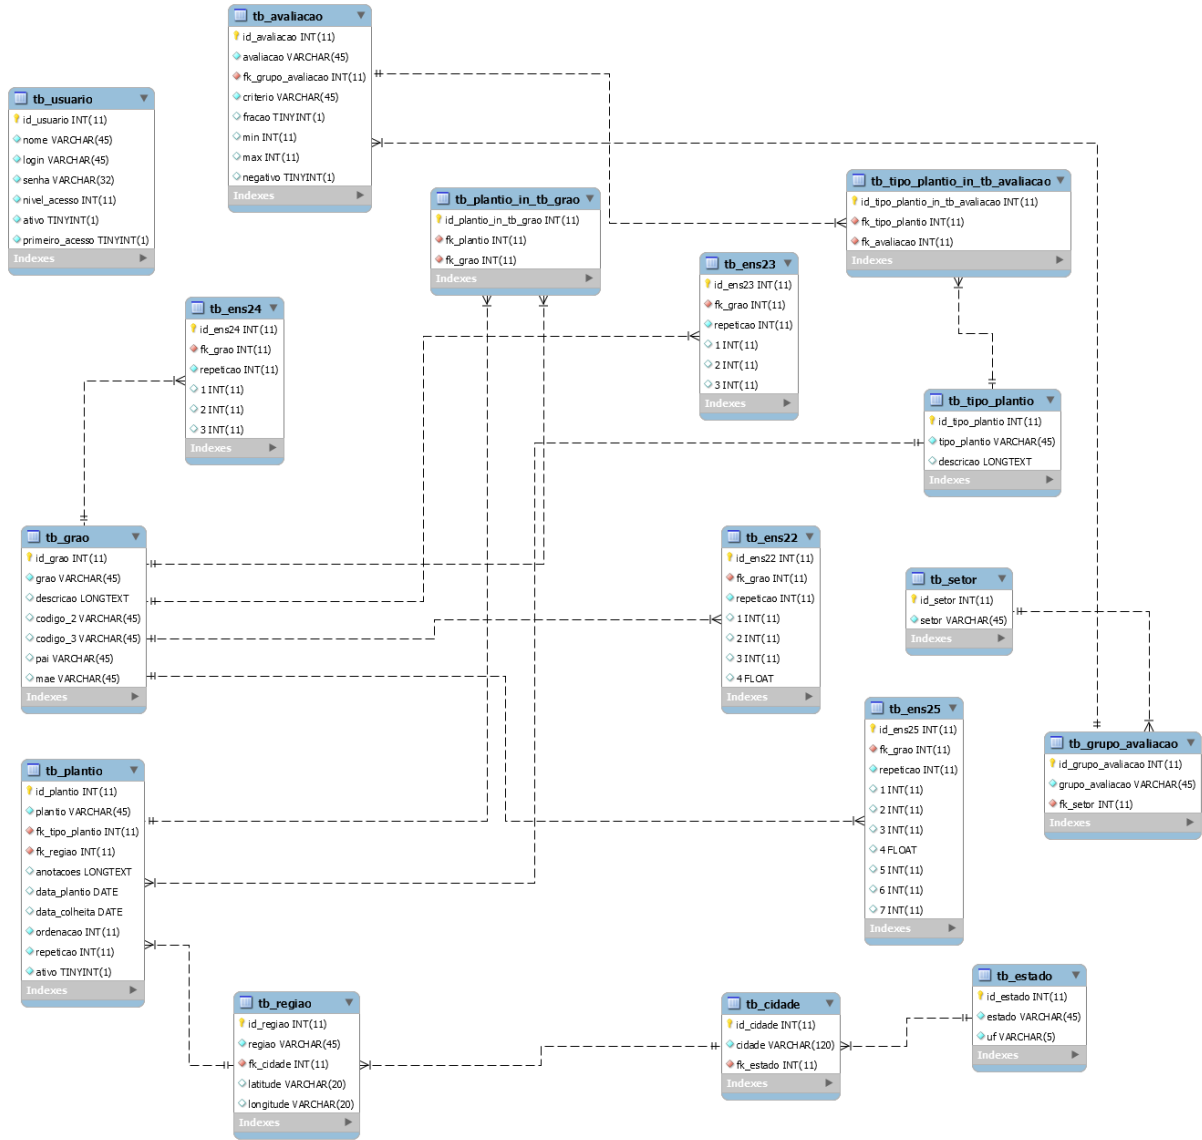 tb_avaliacao
id_avaliacao INT(11)
avaliacao VARCHAR(45)
fk_grupo_avaliacao INT(11)
criterio VARCHAR(45)
fracao TINYINT(1)
min INT(11)
max INT(11)
negativo TINYINT(1)
Indexes
tb_usuario
id_usuario INT(11)
nome VARCHAR(45)
login VARCHAR(45)
senha VARCHAR(32)
nivel_acesso INT(11)
ativo TINYINT(1)
primeiro_acesso TINYINT(1)
Indexes
tb_plantio_in_tb_grao
id_plantio_in_tb_grao INT(11)
fk_plantio INT(11)
fk_grao INT(11)
Indexes
tb_tipo_plantio_in_tb_avaliacao
id_tipo_plantio_in_tb_avaliacao INT(11)
fk_tipo_plantio INT(11)
fk_avaliacao INT(11)
Indexes
tb_ens23
id_ens23 INT(11)
fk_grao INT(11)
repeticao INT(11)
1 INT(11)
2 INT(11)
3 INT(11)
Indexes
tb_ens24
id_ens24 INT(11)
fk_grao INT(11)
repeticao INT(11)
1 INT(11)
2 INT(11)
3 INT(11)
Indexes
tb_tipo_plantio
id_tipo_plantio INT(11)
tipo_plantio VARCHAR(45)
descricao LONGTEXT
Indexes
tb_grao
id_grao INT(11)
grao VARCHAR(45)
descricao LONGTEXT
codigo_2 VARCHAR(45)
codigo_3 VARCHAR(45)
pai VARCHAR(45)
mae VARCHAR(45)
Indexes
tb_ens22
id_ens22 INT(11)
fk_grao INT(11)
repeticao INT(11)
1 INT(11)
2 INT(11)
3 INT(11)
4 FLOAT
Indexes
tb_setor
id_setor INT(11)
setor VARCHAR(45)
Indexes
tb_ens25
id_ens25 INT(11)
fk_grao INT(11)
repeticao INT(11)
1 INT(11)
2 INT(11)
3 INT(11)
4 FLOAT
5 INT(11)
6 INT(11)
7 INT(11)
Indexes
tb_grupo_avaliacao
id_grupo_avaliacao INT(11)
grupo_avaliacao VARCHAR(45)
fk_setor INT(11)
Indexes
tb_plantio
id_plantio INT(11)
plantio VARCHAR(45)
fk_tipo_plantio INT(11)
fk_regiao INT(11)
anotacoes LONGTEXT
data_plantio DATE
data_colheita DATE
ordenacao INT(11)
repeticao INT(11)
ativo TINYINT(1)
Indexes
tb_regiao
id_regiao INT(11)
regiao VARCHAR(45)
fk_cidade INT(11)
latitude VARCHAR(20)
longitude VARCHAR(20)
Indexes
tb_cidade
id_cidade INT(11)
cidade VARCHAR(120)
fk_estado INT(11)
Indexes
tb_estado
id_estado INT(11)
estado VARCHAR(45)
uf VARCHAR(5)
Indexes